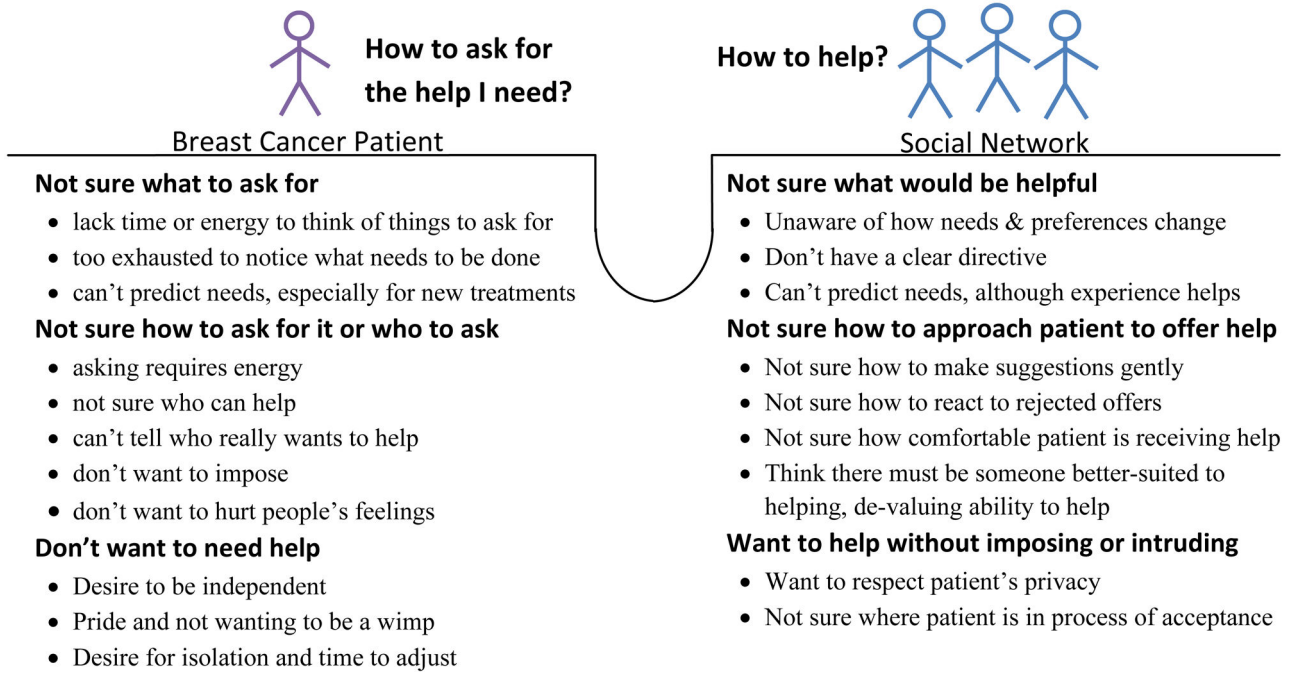 How to ask for
the help I need?
Breast Cancer Patient
Not sure what to ask for
• lack time or energy to think of things to ask for
• too exhausted to notice what needs to be done
• can’t predict needs, especially for new treatments
Not sure how to ask for it or who to ask
• asking requires energy
• not sure who can help
• can’t tell who really wants to help
• don’t want to impose
• don’t want to hurt people’s feelings
Don’t want to need help
• Desire to be independent
• Pride and not wanting to be a wimp
• Desire for isolation and time to adjust
How to help?
Social Network
Not sure what would be helpful
• Unaware of how needs & preferences change
• Don’t have a clear directive
• Can’t predict needs, although experience helps
Not sure how to approach patient to offer help
• Not sure how to make suggestions gently
• Not sure how to react to rejected offers
• Not sure how comfortable patient is receiving help
• Think there must be someone better-suited to
helping, de-valuing ability to help
Want to help without imposing or intruding
• Want to respect patient’s privacy
• Not sure where patient is in process of acceptance